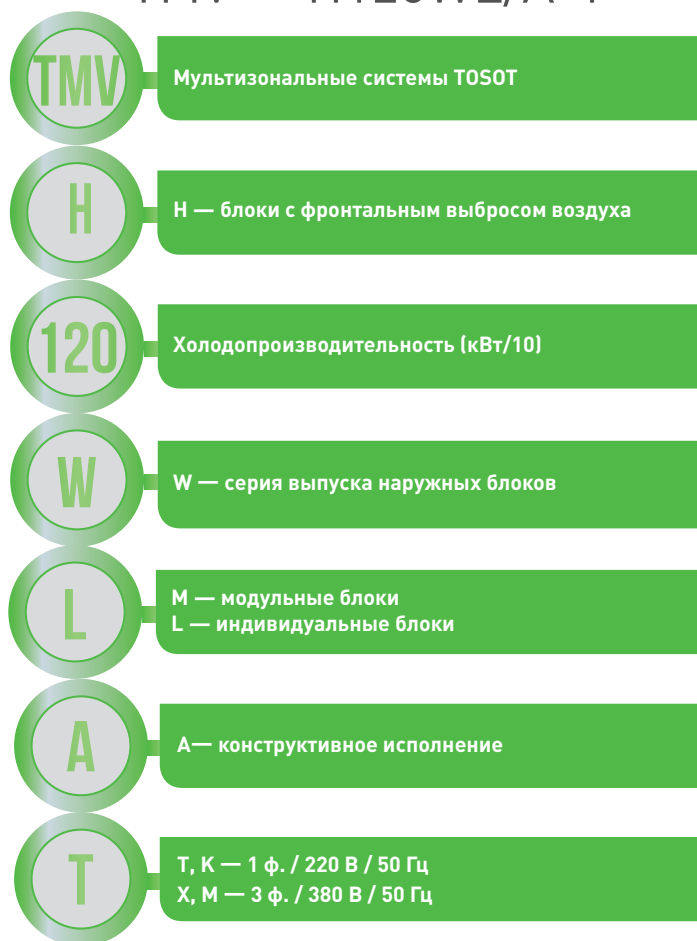 TMV
Мультизональные системы TOSOT
H
H — блоки с фронтальным выбросом воздуха
120
Холодопроизводительность (кВт/10)
W
W — серия выпуска наружных блоков
L
M — модульные блоки
L — индивидуальные блоки
A
A— конструктивное исполнение
T
T, K — 1 ф. / 220 В / 50 Гц
X, M — 3 ф. / 380 В / 50 Гц